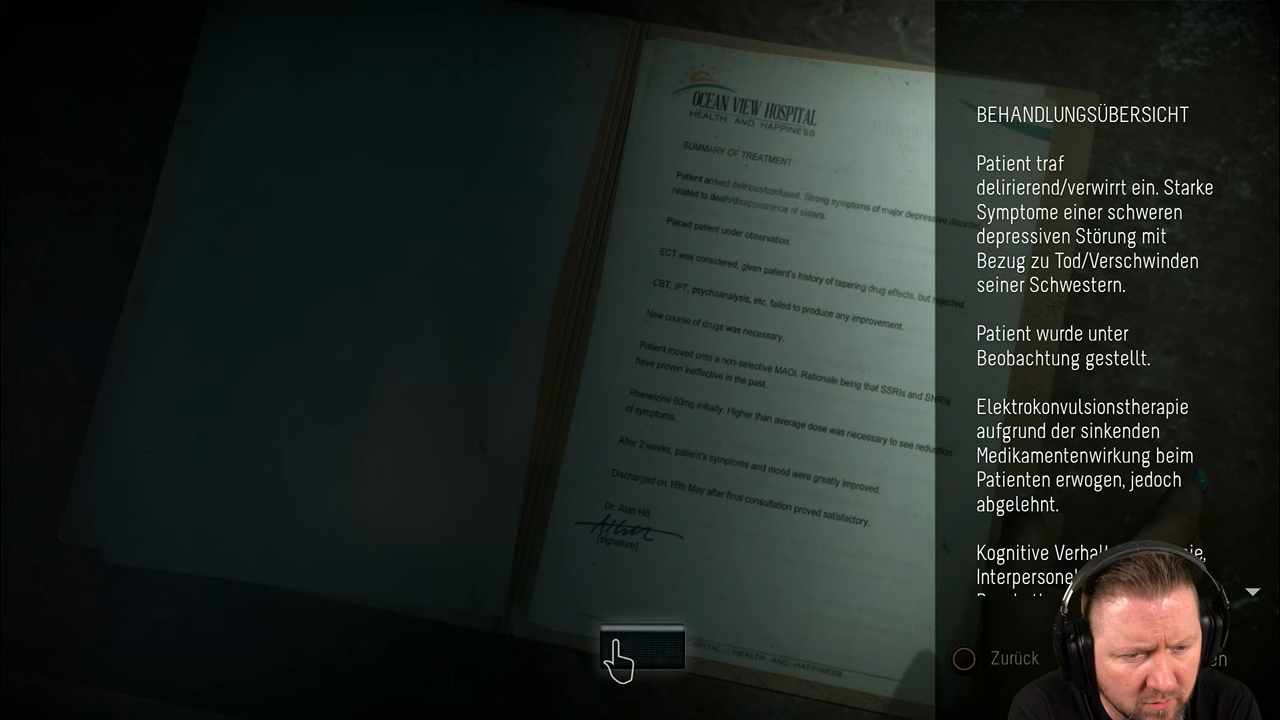 OCEAN VIEW HOSPITAL
HEALTH AND HAPPINESS
SUMMARY OF TREATMENT
Patient arrived delirious/confused. Strong symptoms of major depressive disorder
related to death/disappearance of sisters.
Placed patient under observation.
ECT was considered, given patient's history of tapering drug effects, but rejected.
CBT, IPT, psychoanalysis, etc. failed to produce any improvement.
New course of drugs was necessary.
Patient moved onto a non-selective MAOI. Rationale being that SSRIs and SNRIs
have proven ineffective in the past.
Phenelzine 60mg initially. Higher than average dose was necessary to see reduction
of symptoms.
After 2 weeks, patient's symptoms and mood were greatly improved.
Discharged on 16th May after final consultation proved satisfactory.
Dr. Alan Hill
[signature]
HEALTH AND HAPPINESS
BEHANDLUNGSÜBERSICHT
Patient traf
delirierend/verwirrt ein. Starke
Symptome einer schweren
depressiven Störung mit
Bezug zu Tod/Verschwinden
seiner Schwestern.
Patient wurde unter
Beobachtung gestellt.
Elektrokonvulsionstherapie
aufgrund der sinkenden
Medikamentenwirkung beim
Patienten erwogen, jedoch
abgelehnt.
Kognitive
Zurück